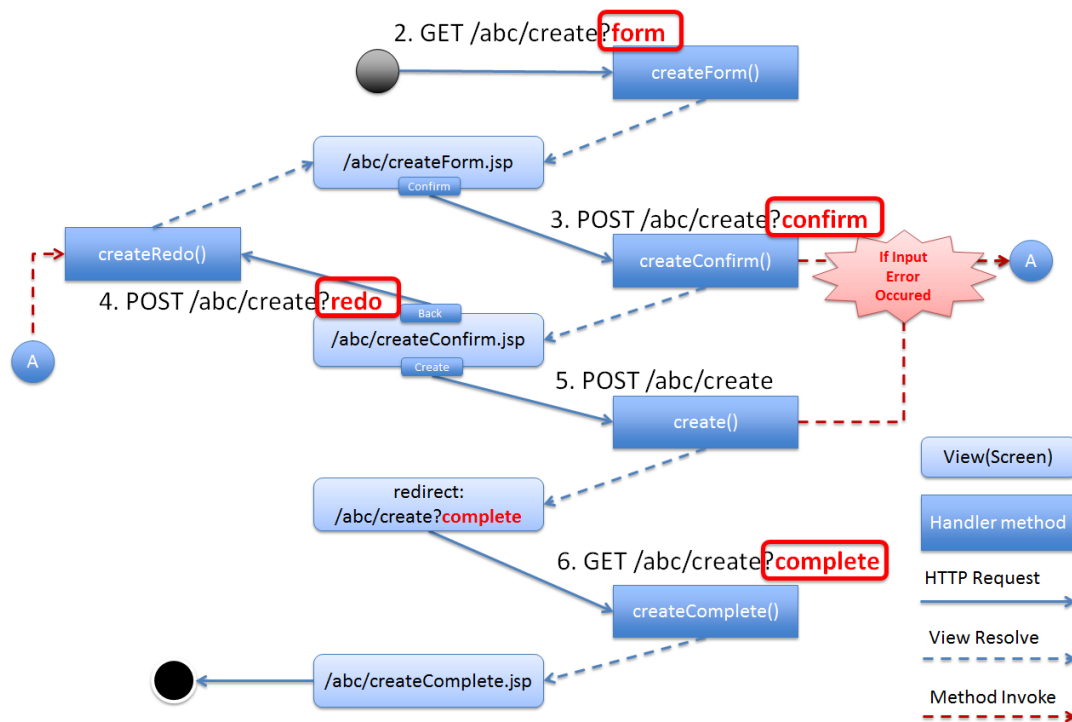 2. GET /abc/create?form
createForm()
/abc/createForm.jsp
Confirm
3. POST /abc/create?confirm
createRedo()
createConfirm()
If Input
Error
Occured
A
4. POST /abc/create?redo
Back
/abc/createConfirm.jsp
Create
A
5. POST /abc/create
create()
View(Screen)
redirect:
/abc/create?complete
Handler method
6. GET /abc/create?complete
HTTP Request
createComplete()
View Resolve
/abc/createComplete.jsp
Method Invoke